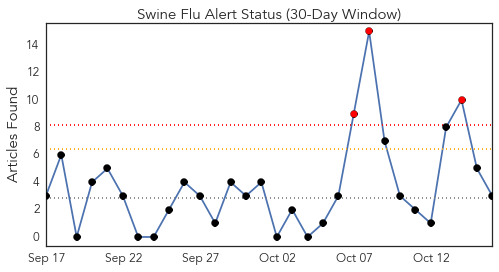 Swine Flu Alert Status (30-Day Window)
Articles Found
14
12
10
8
6
4
2
0
Sep 17 Sep 22 Sep 27 Oct 02 Oct 07 Oct 12